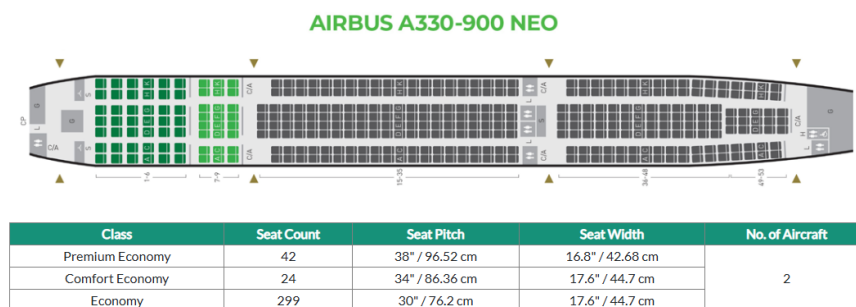 AIRBUS A330-900 NEO
H K
H K
H K
H K
C/A
C/A
C/A
S
G
CP
L
G
D E G
D E F G
D E F G
D E F G
D E F G
L
S
L
C/A
G
H
L
C/A
S
A C
A C
A C
A C
A C
C/A
C/A
1-6
7-9
15-35
36-48
49-53
Class Seat Count Seat Pitch Seat Width No. of Aircraft
Premium Economy 42 38" / 96.52 cm 16.8" / 42.68 cm
Comfort Economy 24 34" / 86.36 cm 17.6" / 44.7 cm 2
Economy 299 30" / 76.2 cm 17.6" / 44.7 cm